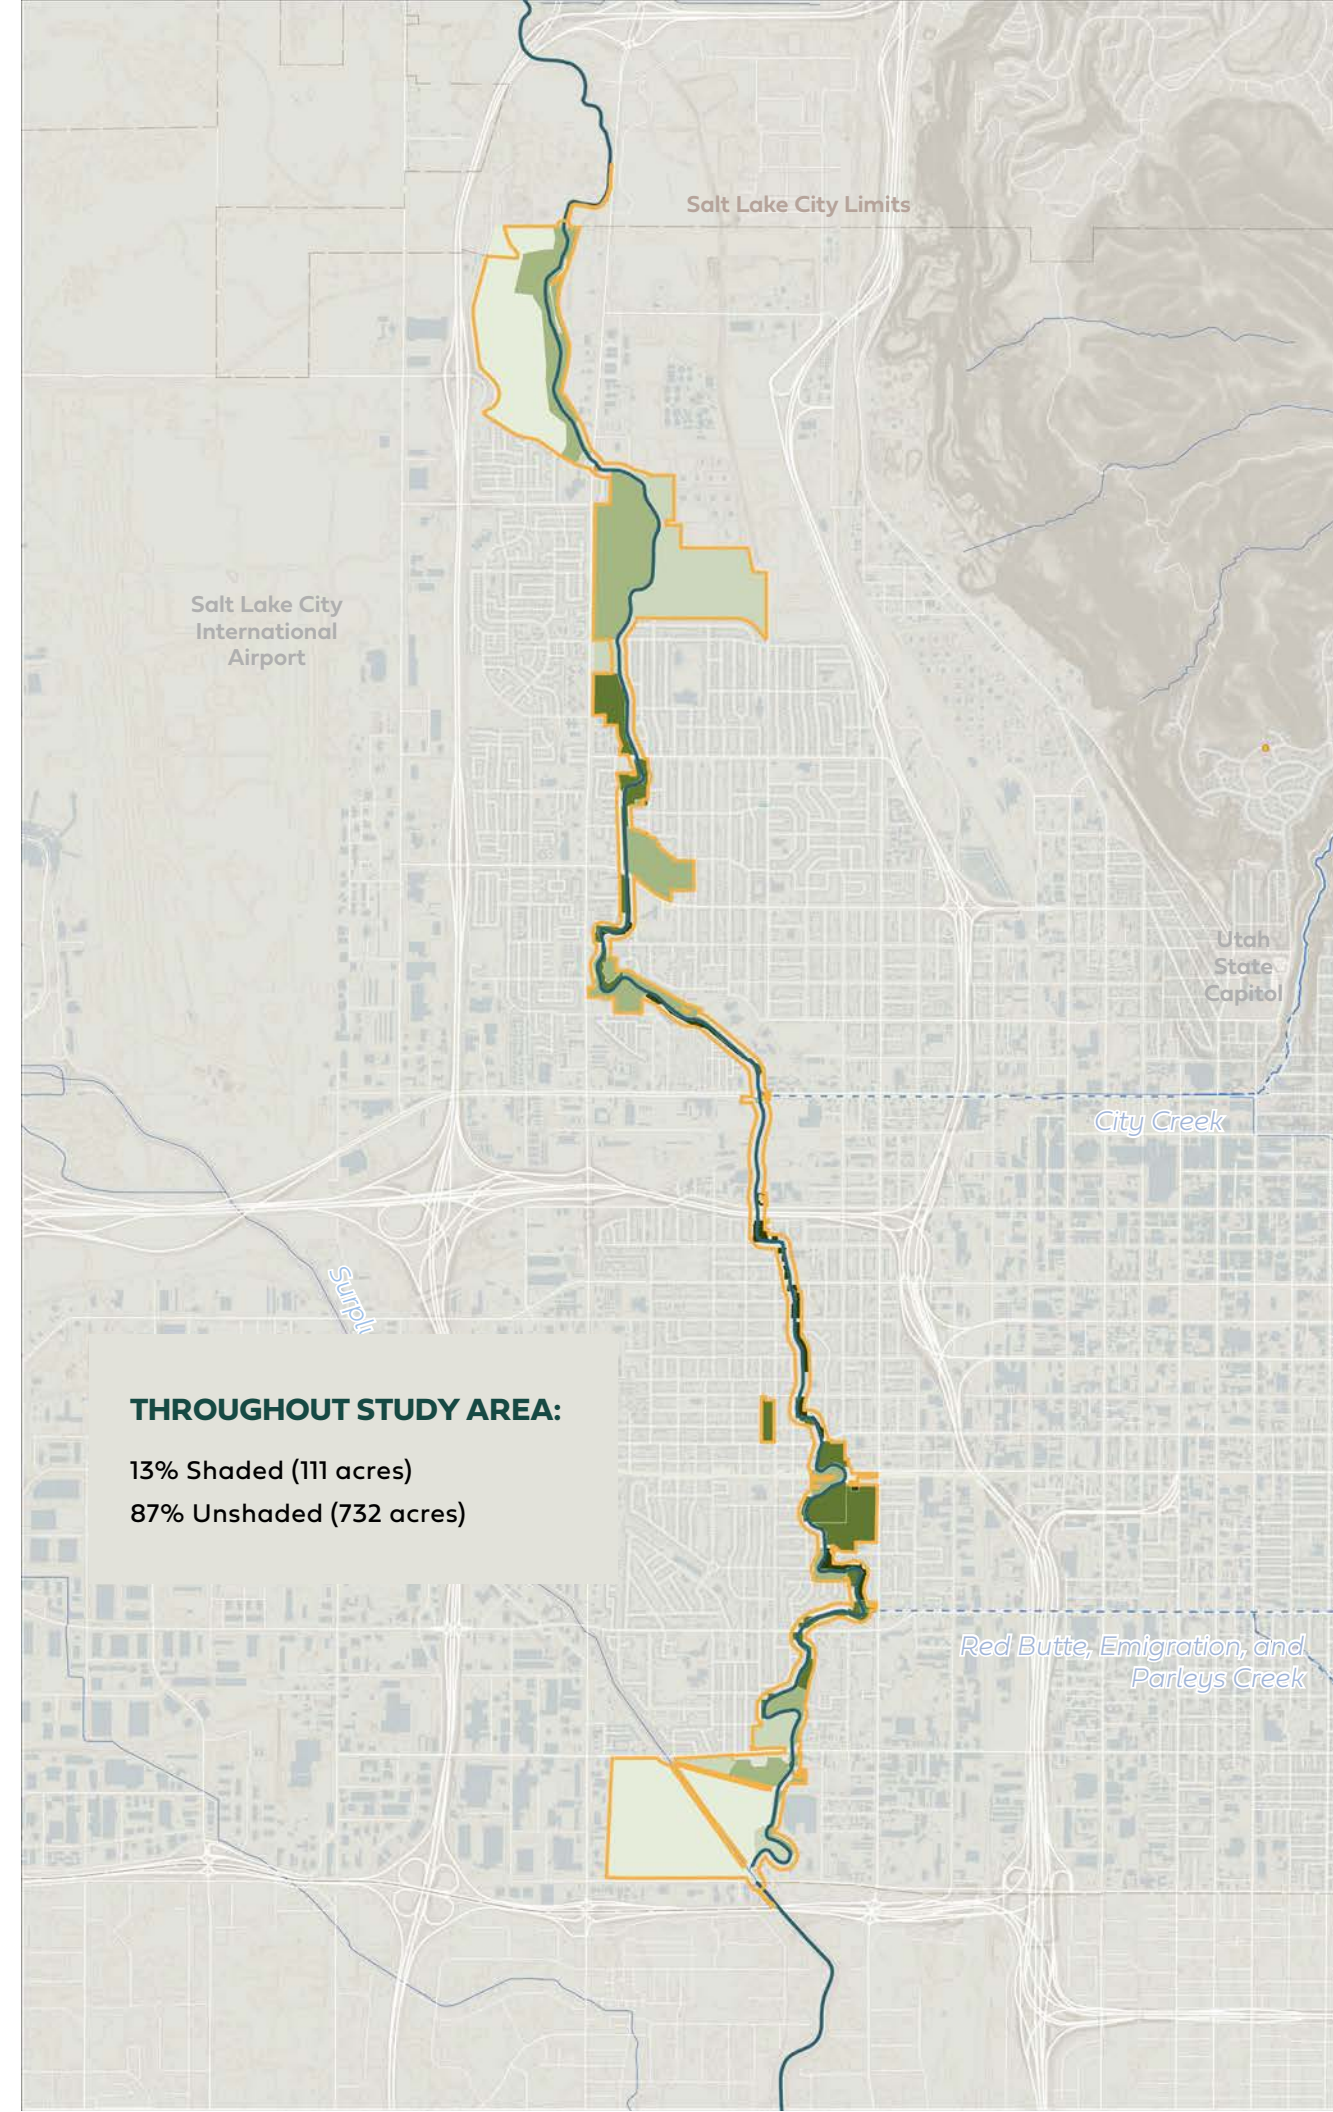 Salt Lake City Limits
Salt Lake City
International
Airport
Utah
State
Capitol
City Creek
Surplu
THROUGHOUT STUDY AREA:
13% Shaded (111 acres)
87% Unshaded (732 acres)
Red Butte, Emigration, and
Parleys Creek